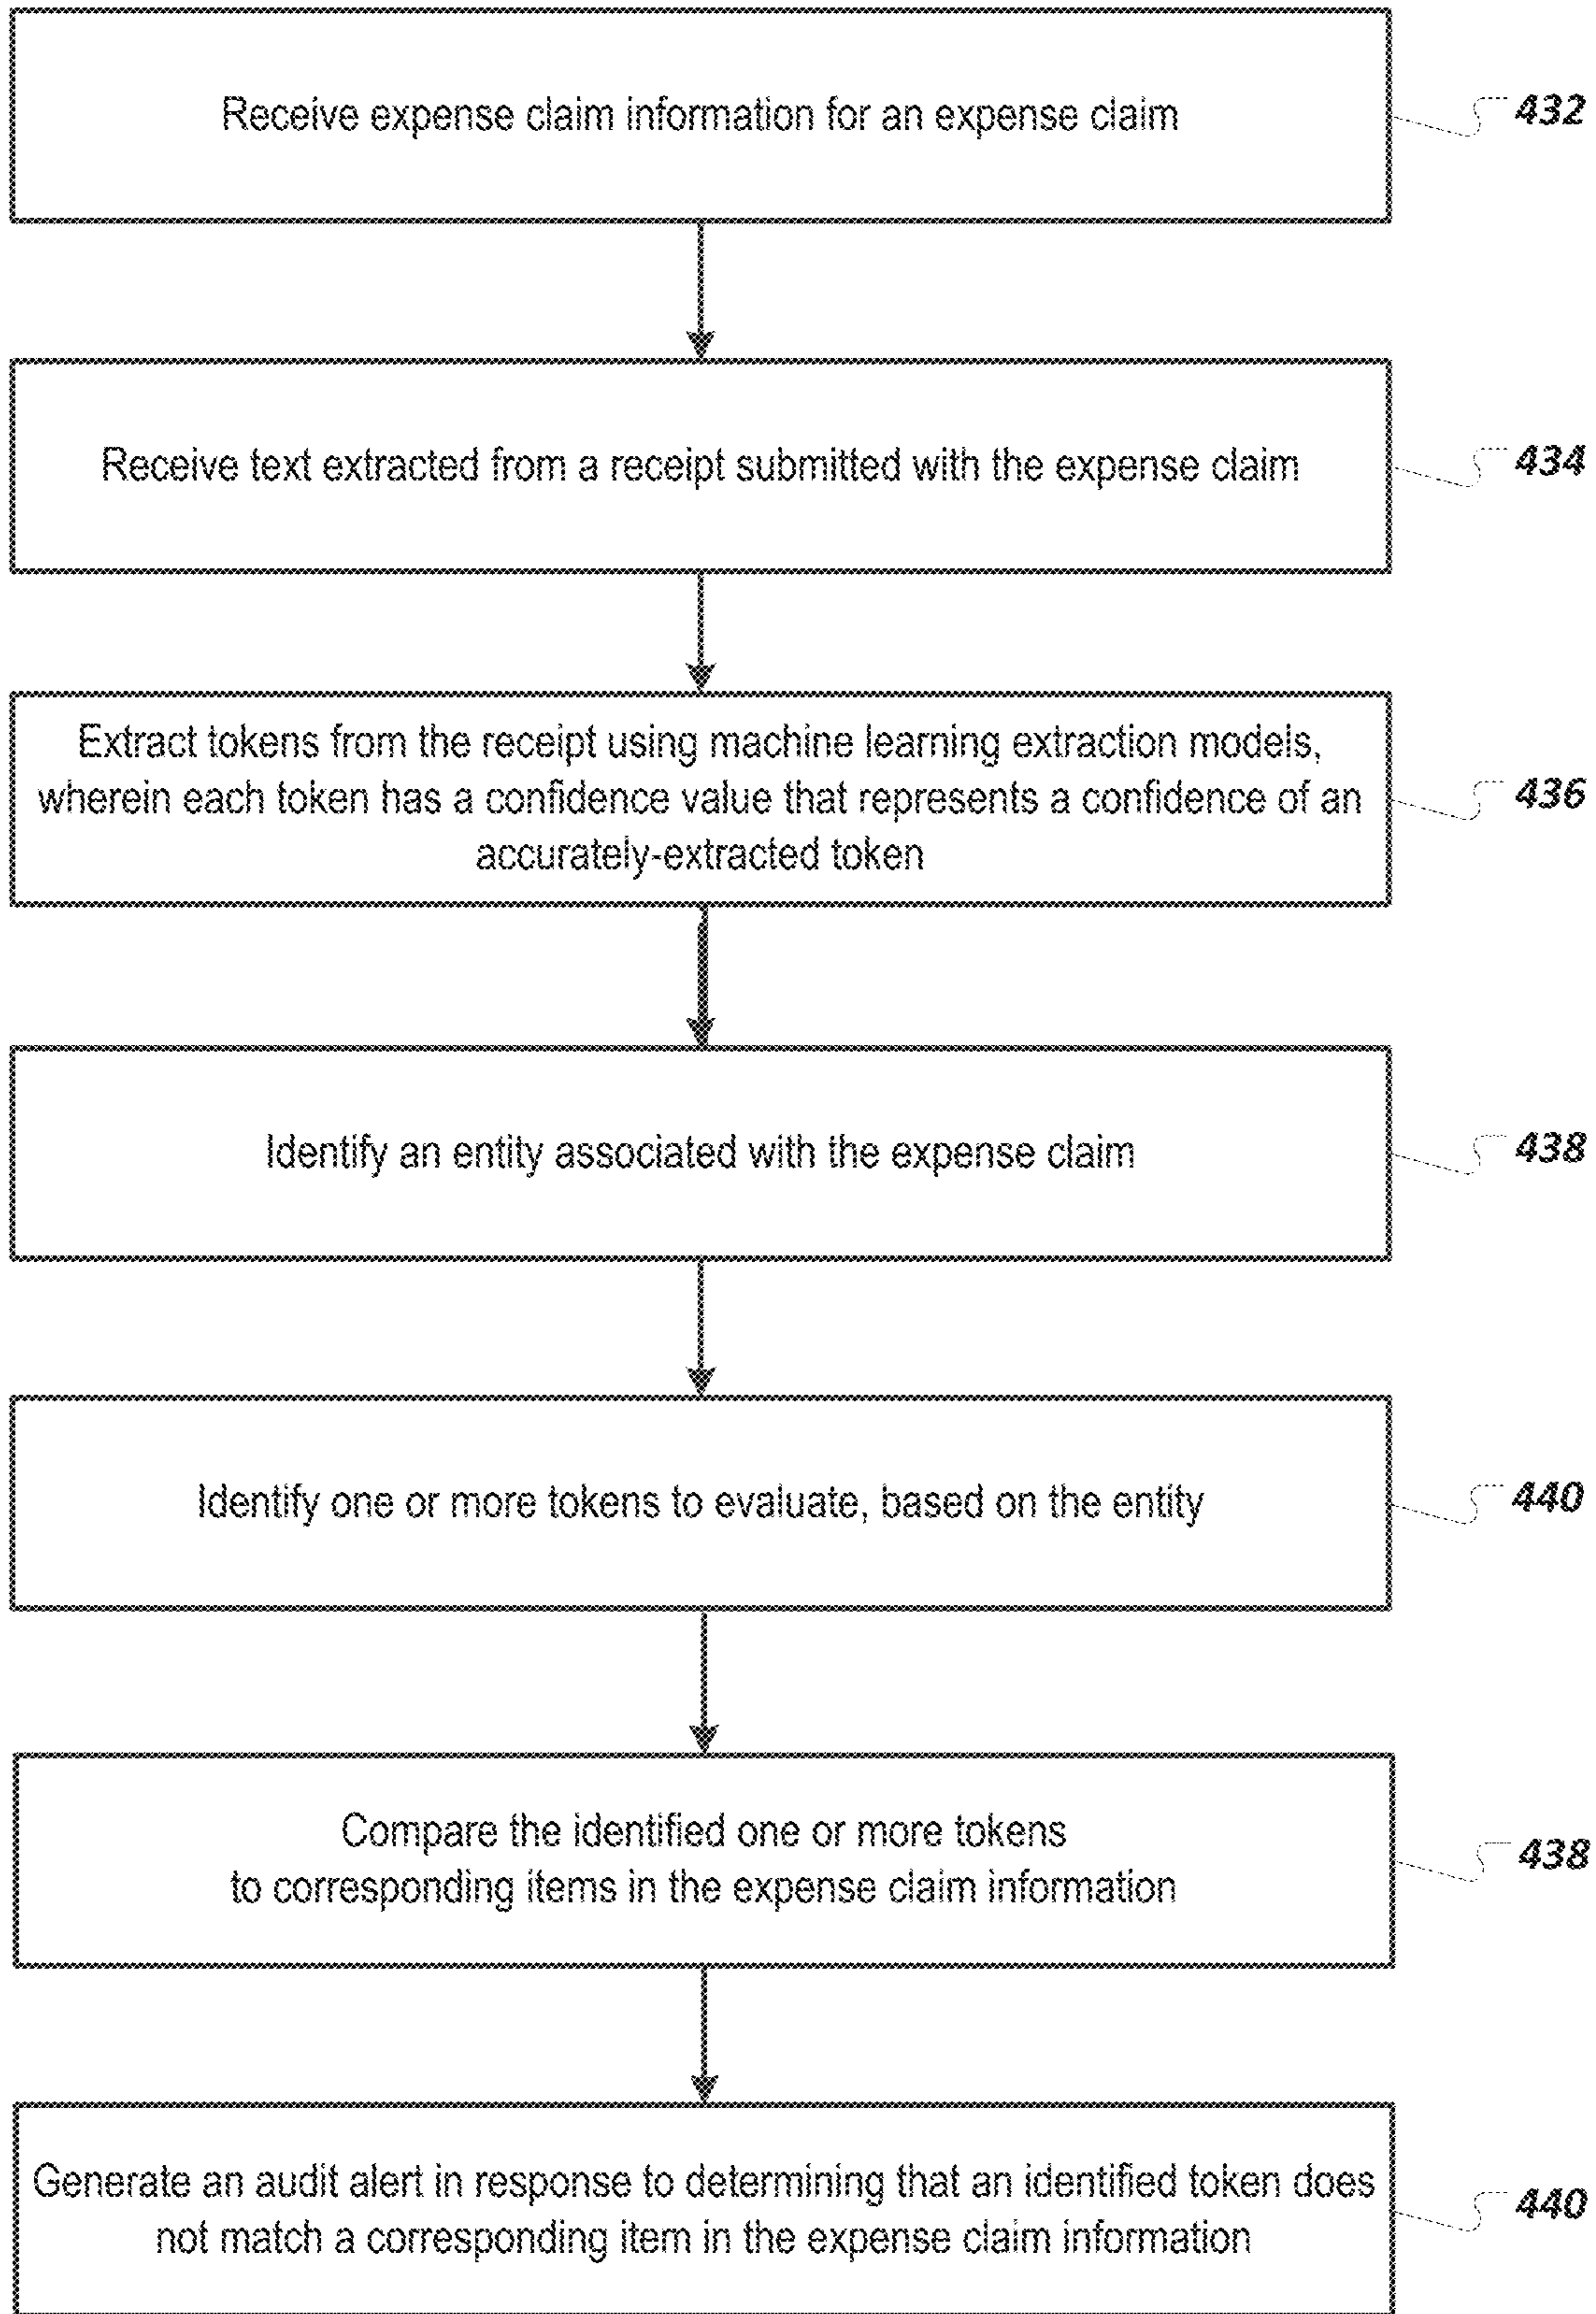 Receive expense claim information for an expense claim
432
Receive text extracted from a receipt submitted with the expense claim
434
Extract tokens from the receipt using machine learning extraction models,
wherein each token has a confidence value that represents a confidence of an
accurately-extracted token
436
Identify an entity associated with the expense claim
438
Identify one or more tokens to evaluate, based on the entity
440
Compare the identified one or more tokens
to corresponding items in the expense claim information
438
Generate an audit alert in response to determining that an identified token does
not match a corresponding item in the expense claim information
440